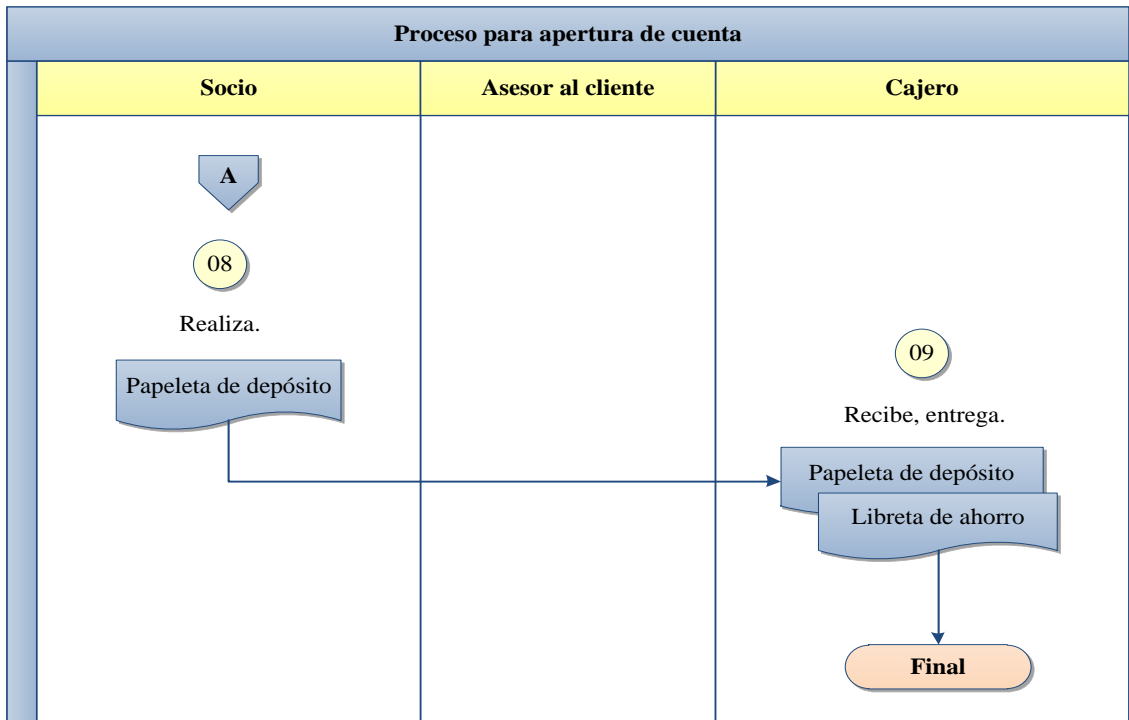 Proceso para apertura de cuenta
Socio
Asesor al cliente
Cajero
A
08
Realiza.
Papeleta de depósito
09
Recibe, entrega.
Papeleta de depósito
Libreta de ahorro
Final